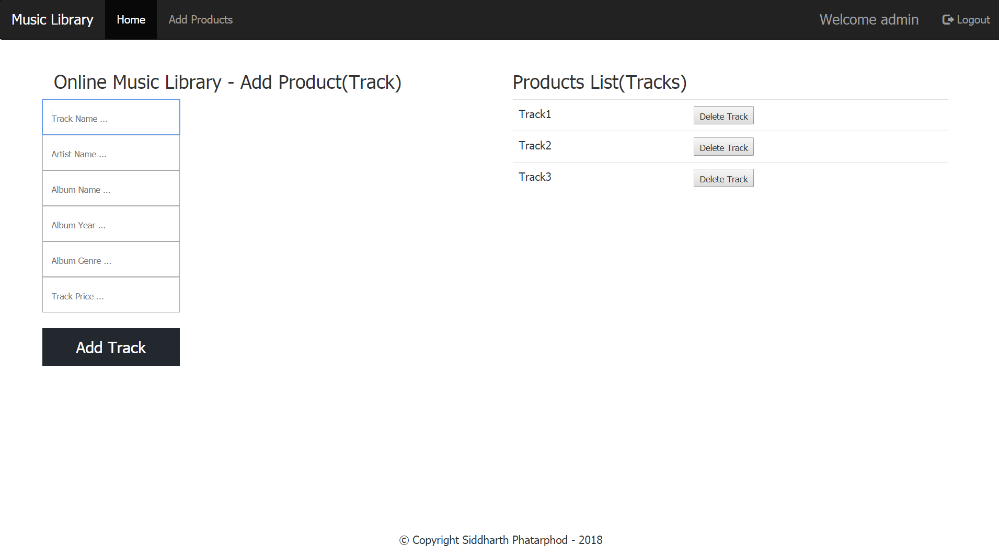 Music Library Home Add Products Welcome admin Logout
Online Music Library - Add Product(Track)
Track Name ...
Artist Name ...
Album Name ...
Album Year ...
Album Genre ...
Track Price ...
Add Track
Products List(Tracks)
Track1 Delete Track
Track2 Delete Track
Track3 Delete Track
© Copyright Siddharth Phatarphod - 2018